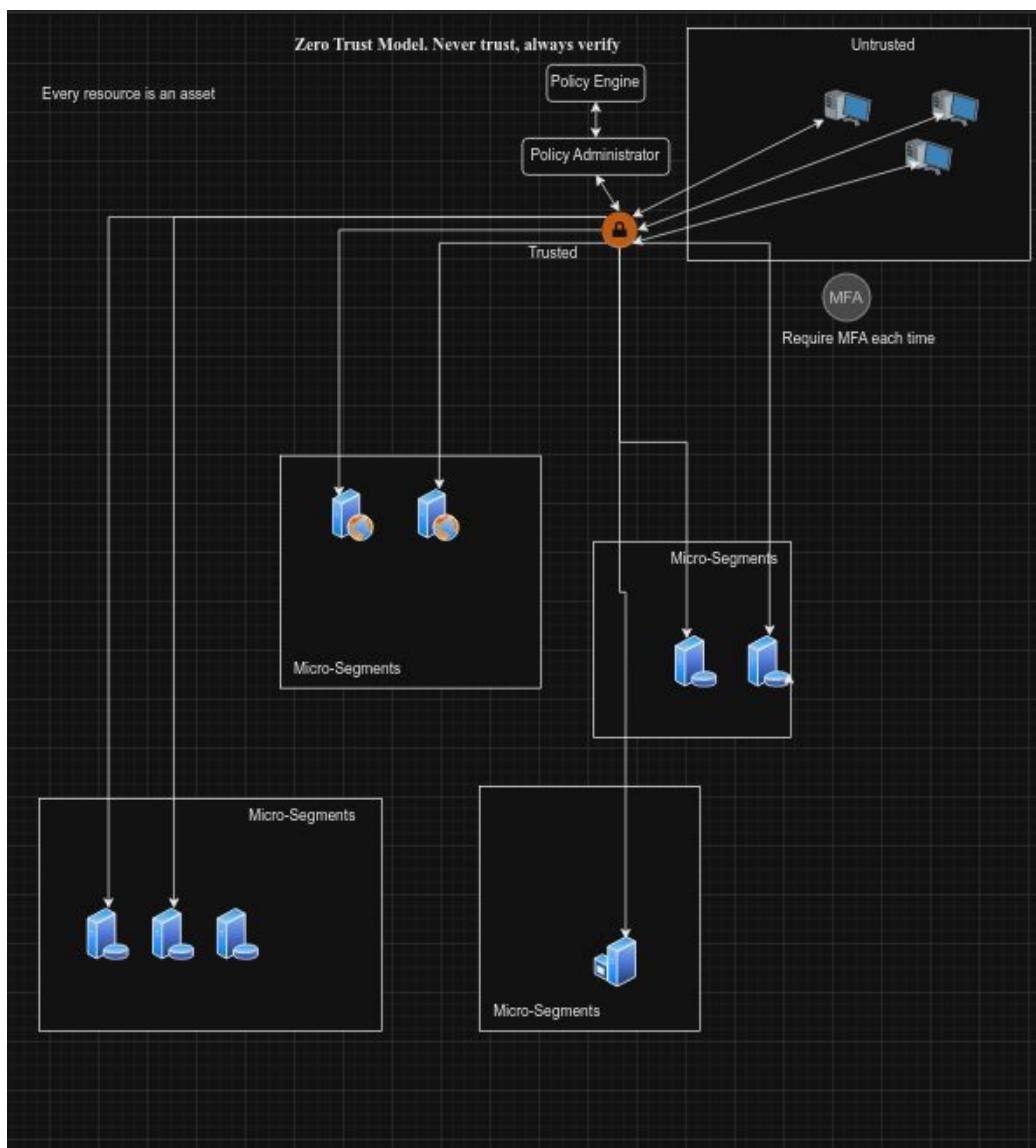 Zero Trust Model. Never trust, always verify
Untrusted
Policy Engine
Every resource is an asset
Policy Administrator
Trusted
MFA
Require MFA each time
Micro-Segments
Micro-Segments
Micro-Segments
Micro-Segments